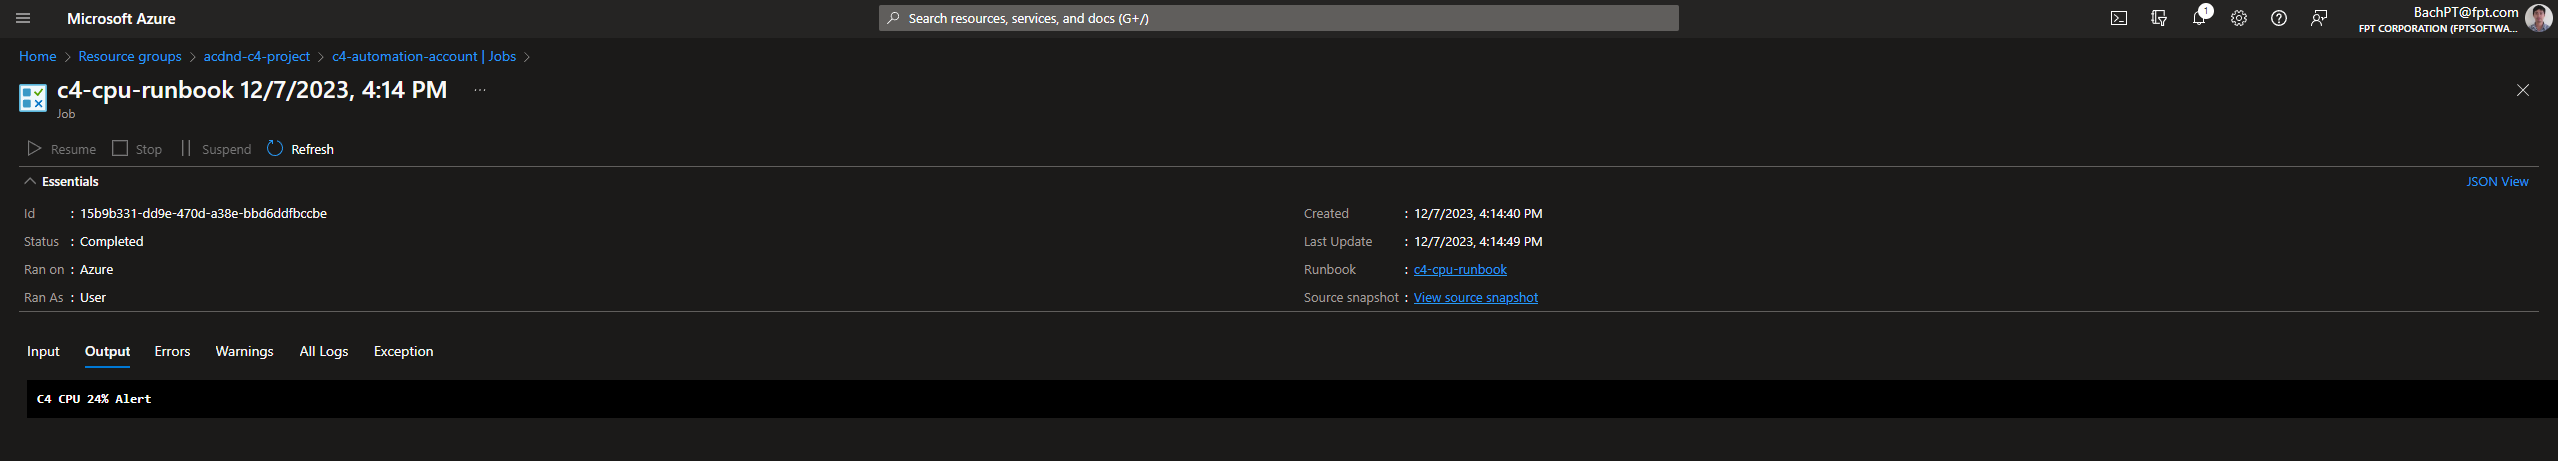 Microsoft Azure
Search resources, services, and docs (G+/)
1
BachPT@fpt.com
FPT CORPORATION (FPTSOFTWA...
Home > Resource groups > acdnd-c4-project > c4-automation-account | Jobs >
c4-cpu-runbook 12/7/2023, 4:14 PM ...
Job
Resume Stop Suspend Refresh
Essentials
JSON View
Id : 15b9b331-dd9e-470d-a38e-bbd6ddfbccbe
Created : 12/7/2023, 4:14:40 PM
Status : Completed
Last Update : 12/7/2023, 4:14:49 PM
Ran on : Azure
Runbook : c4-cpu-runbook
Ran As : User
Source snapshot : View source snapshot
Input Output Errors Warnings All Logs Exception
C4 CPU 24% Alert